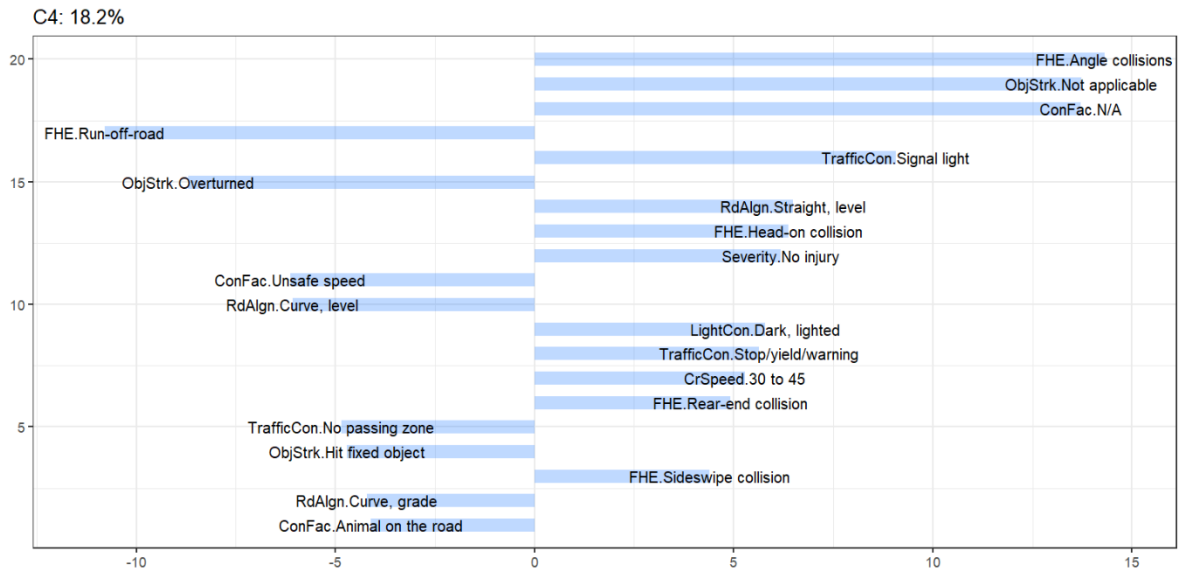 C4: 18.2%
20
FHE.Angle collisions
ObjStrk.Not applicable
ConFac.N/A
FHE.Run-off-road
TrafficCon.Signal light
15
ObjStrk.Overturned
RdAlgn.Straight, level
FHE.Head-on collision
Severity.No injury
ConFac.Unsafe speed
10
RdAlgn.Curve, level
LightCon.Dark, lighted
TrafficCon.Stop/yield/warning
CrSpeed.30 to 45
FHE.Rear-end collision
5
TrafficCon.No passing zone
ObjStrk.Hit fixed object
FHE.Sideswipe collision
RdAlgn.Curve, grade
ConFac.Animal on the road
-10 -5 0 5 10 15